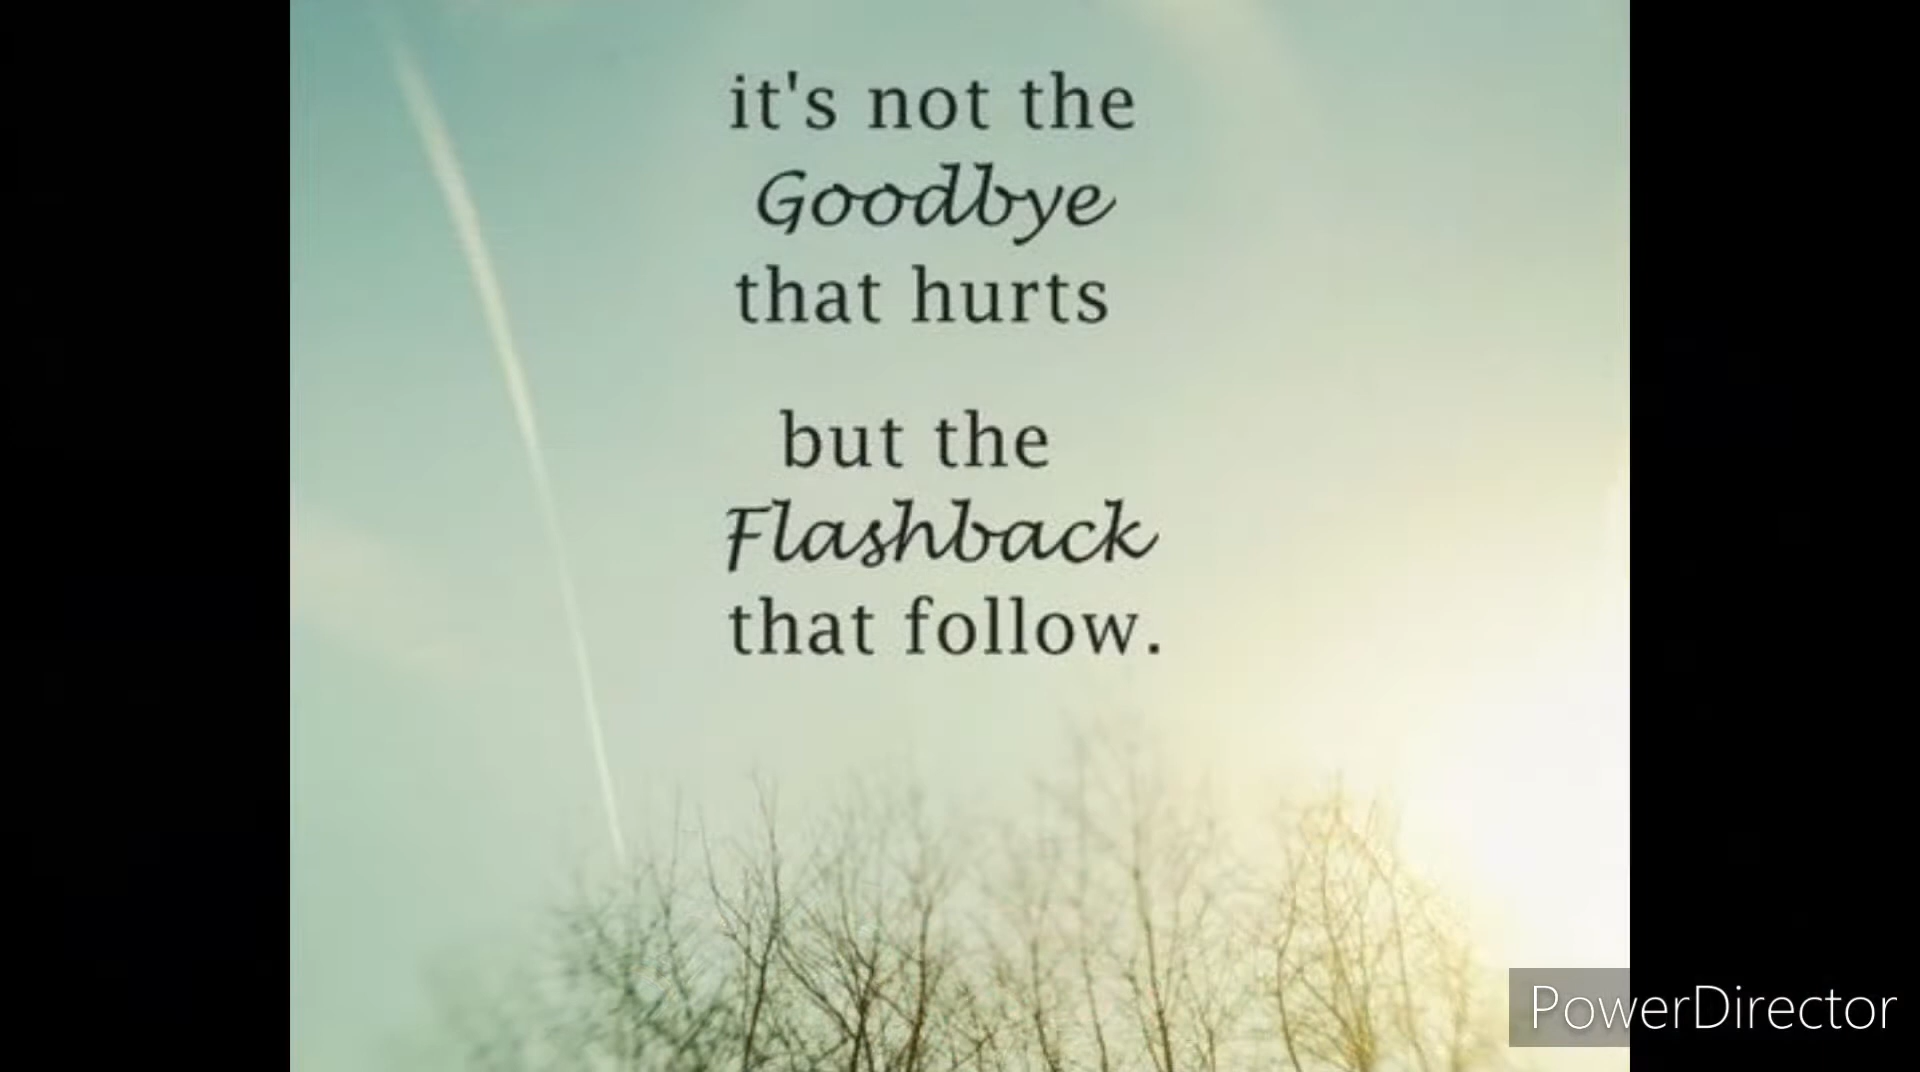 it's not the
Goodbye
that hurts
but the
Flashback
that follow.
PowerDirector